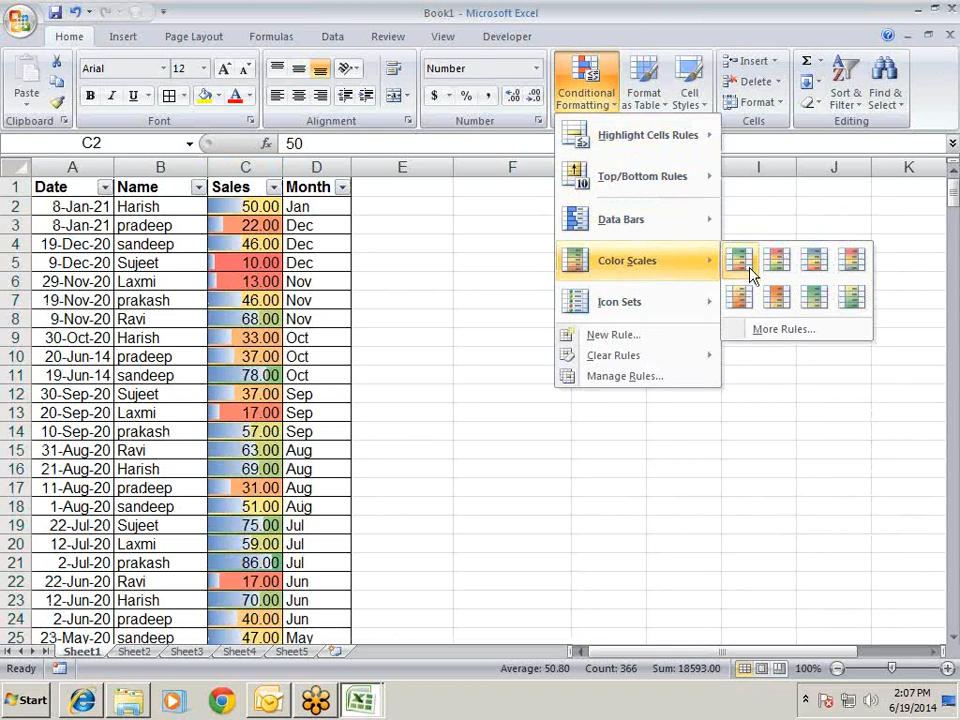 Book1 - Microsoft Excel
Home Insert Page Layout Formulas Data Review View Developer
Arial 12 Number Insert
Paste B I U $ % , Conditional Formatting Format as Table Cell Styles Delete Format Sort & Filter Find & Select
Clipboard Font Alignment Number Cells Editing
C2 fx 50
A B C D E F I J K
1 Date Name Sales Month
2 8-Jan-21 Harish 50.00 Jan
3 8-Jan-21 pradeep 22.00 Dec
4 19-Dec-20 sandeep 46.00 Dec
5 9-Dec-20 Sujeet 10.00 Dec
6 29-Nov-20 Laxmi 13.00 Nov
7 19-Nov-20 prakash 46.00 Nov
8 9-Nov-20 Ravi 68.00 Nov
9 30-Oct-20 Harish 33.00 Oct
10 20-Jun-14 pradeep 37.00 Oct
11 19-Jun-14 sandeep 78.00 Oct
12 30-Sep-20 Sujeet 37.00 Sep
13 20-Sep-20 Laxmi 17.00 Sep
14 10-Sep-20 prakash 57.00 Sep
15 31-Aug-20 Ravi 63.00 Aug
16 21-Aug-20 Harish 69.00 Aug
17 11-Aug-20 pradeep 31.00 Aug
18 1-Aug-20 sandeep 51.00 Aug
19 22-Jul-20 Sujeet 75.00 Jul
20 12-Jul-20 Laxmi 59.00 Jul
21 2-Jul-20 prakash 86.00 Jul
22 22-Jun-20 Ravi 17.00 Jun
23 12-Jun-20 Harish 70.00 Jun
24 2-Jun-20 pradeep 40.00 Jun
25 23-May-20 sandeep 47.00 May
Highlight Cells Rules
Top/Bottom Rules
Data Bars
Color Scales
Icon Sets
New Rule...
Clear Rules
Manage Rules...
More Rules...
Sheet1 Sheet2 Sheet3 Sheet4 Sheet5
Ready Average: 50.80 Count: 366 Sum: 18593.00 100%
Start 2:07 PM
6/19/2014